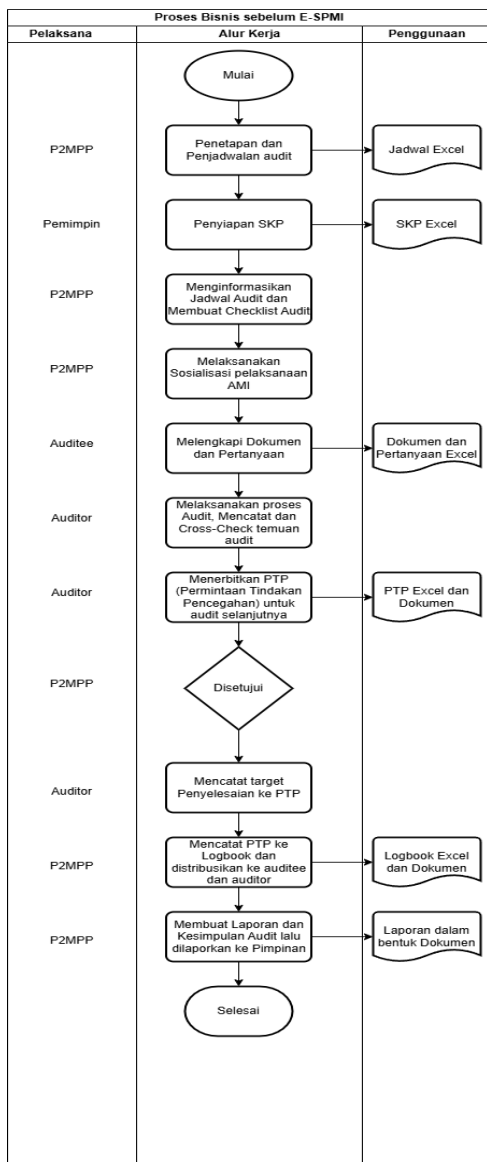 Proses Bisnis sebelum E-SPMI
Pelaksana
Alur Kerja
Penggunaan
Mulai
P2MPP
Penetapan dan
Penjadwalan audit
Jadwal Excel
Pemimpin
Penyiapan SKP
SKP Excel
P2MPP
Menginformasikan
Jadwal Audit dan
Membuat Checklist Audit
P2MPP
Melaksanakan
Sosialisasi pelaksanaan
AMI
Auditee
Melengkapi Dokumen
dan Pertanyaan
Dokumen dan
Pertanyaan Excel
Auditor
Melaksanakan proses
Audit, Mencatat dan
Cross-Check temuan
audit
Auditor
Menerbitkan PTP
(Permintaan Tindakan
Pencegahan) untuk
audit selanjutnya
PTP Excel dan
Dokumen
P2MPP
Disetujui
Auditor
Mencatat target
Penyelesaian ke PTP
P2MPP
Mencatat PTP ke
Logbook dan
distribusikan ke auditee
dan auditor
Logbook Excel
dan Dokumen
P2MPP
Membuat Laporan dan
Kesimpulan Audit lalu
dilaporkan ke Pimpinan
Laporan dalam
bentuk Dokumen
Selesai